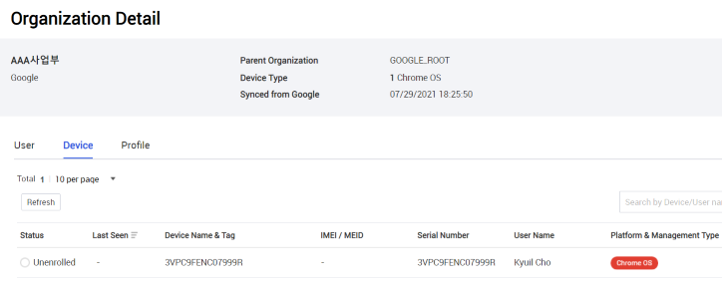 Organization Detail
AAA사업부
Google
Parent Organization GOOGLE_ROOT
Device Type 1 Chrome OS
Synced from Google 07/29/2021 18:25:50
User Device Profile
Total 1 10 per page
Refresh
Search by Device/User na
Status Last Seen Device Name & Tag IMEI / MEID Serial Number User Name Platform & Management Type
Unenrolled - 3VPC9FENC07999R - 3VPC9FENC07999R Kyuil Cho Chrome OS